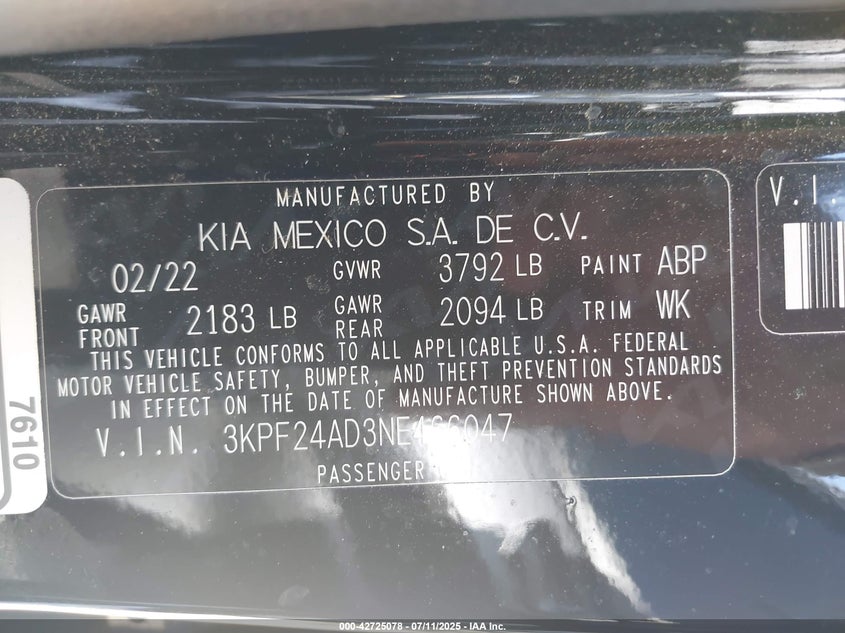 MANUFACTURED BY
KIA MEXICO S.A. DE C.V.
02/22 GVWR 3792 LB PAINT ABP
GAWR FRONT 2183 LB GAWR REAR 2094 LB TRIM WK
THIS VEHICLE CONFORMS TO ALL APPLICABLE U.S.A. FEDERAL
MOTOR VEHICLE SAFETY, BUMPER, AND THEFT PREVENTION STANDARDS
IN EFFECT ON THE DATE OF MANUFACTURE SHOWN ABOVE.
V.I.N. 3KPF24AD3NE466047
PASSENGER
V.I.
7610
000-42725078 - 07/11/2025 - IAA Inc.